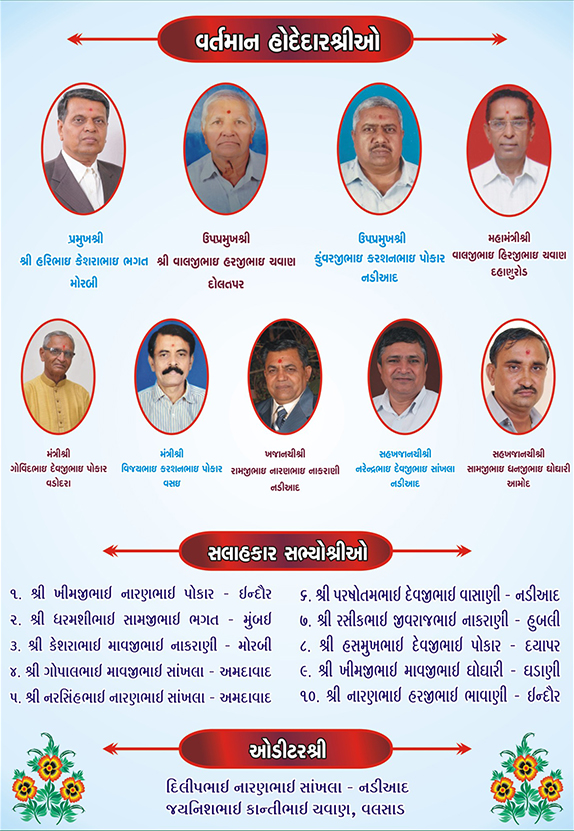 વર્તમાન હોદેદારશ્રીઓ
પ્રમુખશ્રી
શ્રી હરિભાઇ કેશરાભાઇ ભગત
મોરબી
ઉપપ્રમુખશ્રી
શ્રી વાલજીભાઇ હરજીભાઇ ચવાણ
દોલતપર
ઉપપ્રમુખશ્રી
કુંવરજીભાઇ કરશનભાઇ પોકાર
નડીઆદ
મહામંત્રીશ્રી
વાલજીભાઇ હિરજીભાઇ ચવાણ
દહાણુરોડ
મંત્રીશ્રી
ગોવિંદભાઇ દેવજીભાઇ પોકાર
વડોદરા
મંત્રીશ્રી
વિજયભાઇ કરશનભાઇ પોકાર
વસઇ
ખજાનચીશ્રી
રામજીભાઇ નારણભાઇ નાકરાણી
નડીઆદ
સહખજાનચીશ્રી
નરેન્દ્રભાઇ દેવજીભાઇ સાંખલા
નડીઆદ
સહખજાનચીશ્રી
સામજીભાઇ ધનજીભાઇ ઘોઘારી
આમોદ
સલાહકાર સભ્યોશ્રીઓ
૧. શ્રી ખીમજીભાઈ નારણભાઈ પોકાર - ઇન્દૌર
૨. શ્રી ધરમશીભાઈ સામજીભાઈ ભગત - મુંબઈ
૩. શ્રી કેશરાભાઈ માવજીભાઈ નાકરાણી - મોરબી
૪. શ્રી ગોપાલભાઈ માવજીભાઈ સાંખલા - અમદાવાદ
૫. શ્રી નરસિંહભાઈ નારણભાઈ સાંખલા - અમદાવાદ
૬. શ્રી પરષોતમભાઈ દેવજીભાઈ વાસાણી - નડીઆદ
૭. શ્રી રસીકભાઈ જીવરાજભાઈ નાકરાણી - હુબલી
૮. શ્રી હસમુખભાઈ દેવજીભાઈ પોકાર - દયાપર
૯. શ્રી ખીમજીભાઈ માવજીભાઈ ઘોઘારી - ઘડાણી
૧૦. શ્રી નારણભાઈ હરજીભાઈ ભાવાણી - ઇન્દૌર
ઓડીટરશ્રી
દિલીપભાઈ નારણભાઈ સાંખલા - નડીઆદ
જયનિશભાઈ કાન્તીભાઈ ચવાણ, વલસાડ